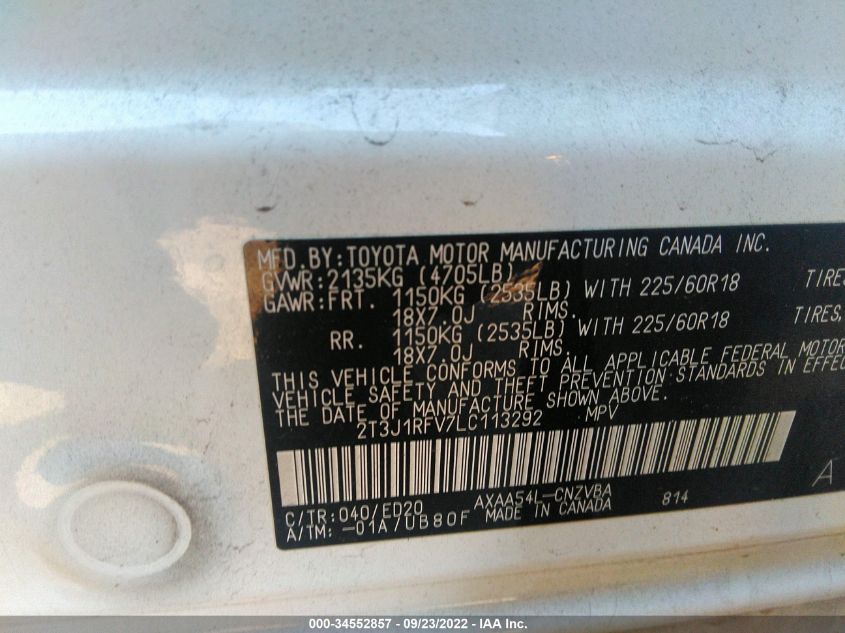 MFD.BY:TOYOTA MOTOR MANUFACTURING CANADA INC.
GVWR:2135KG (4705LB)
GAWR:FRT. 1150KG (2535LB) WITH 225/60R18 TIRES
18X7.0J RIMS.
RR. 1150KG (2535LB) WITH 225/60R18 TIRES,
18X7.0J RIMS.
THIS VEHICLE CONFORMS TO ALL APPLICABLE FEDERAL MOTOR
VEHICLE SAFETY AND THEFT PREVENTION STANDARDS IN EFFEC
THE DATE OF MANUFACTURE SHOWN ABOVE.
2T3J1RFV7LC113292 MPV
C/TR:040/ED20 AXAA54L-CNZVBA 814 A
A/TM:-01A/UB80F MADE IN CANADA
000-34552857 - 09/23/2022 - IAA Inc.